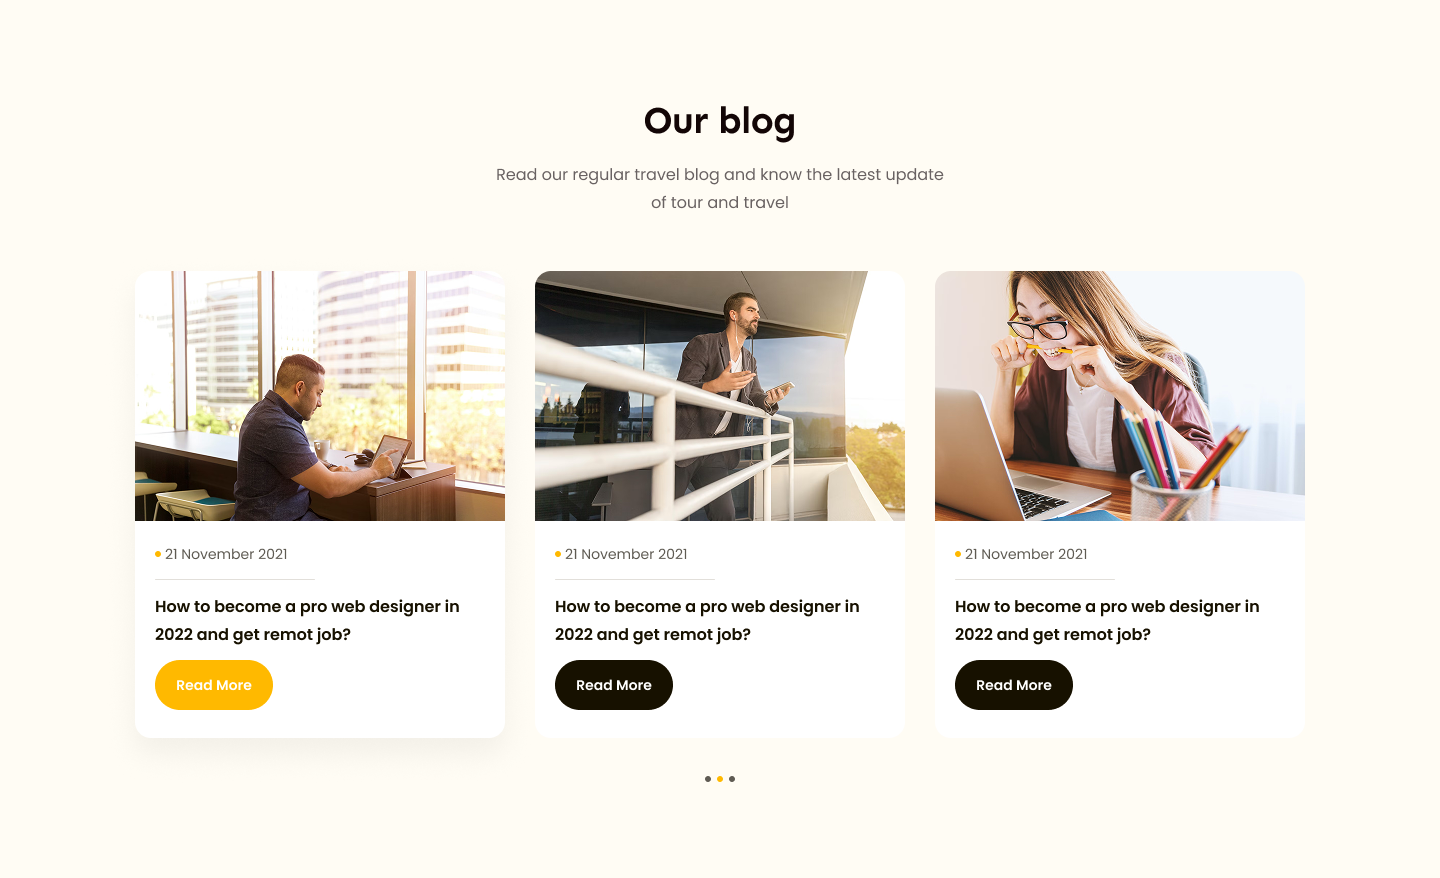 Our blog
Read our regular travel blog and know the latest update
of tour and travel
21 November 2021
How to become a pro web designer in
2022 and get remot job?
Read More
21 November 2021
How to become a pro web designer in
2022 and get remot job?
Read More
21 November 2021
How to become a pro web designer in
2022 and get remot job?
Read More